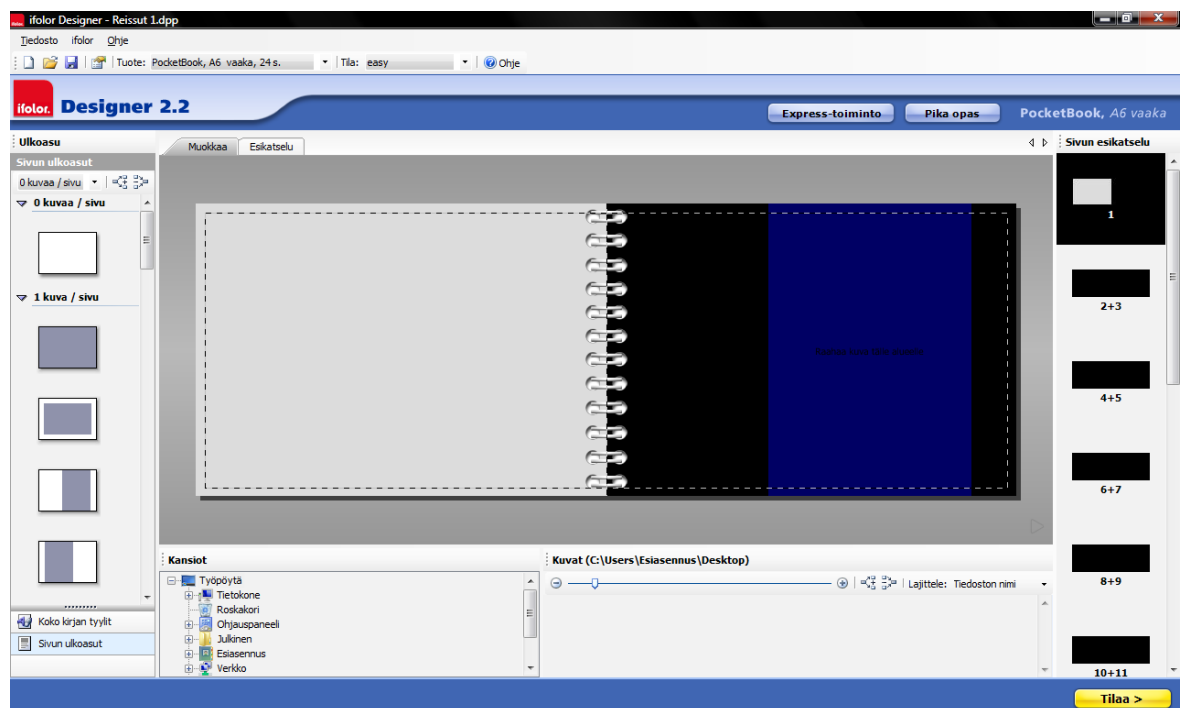 ifolor Designer - Reissut 1.dpp
Tiedosto ifolor Ohje
Tuote: PocketBook, A6 vaaka, 24 s. Tila: easy Ohje
ifolor. Designer 2.2
Express-toiminto Pika opas PocketBook, A6 vaaka
Ulkoasu
Muokkaa Esikatselu
Sivun esikatselu
Sivun ulkoasut
0 kuvaa / sivu
0 kuvaa / sivu
1 kuva / sivu
1
2+3
4+5
6+7
8+9
10+11
Kansiot
Työpöytä
Tietokone
Roskakori
Ohjauspaneeli
Julkinen
Esiasennus
Verkko
Kuvat (C:\Users\Esiasennus\Desktop)
Lajittele: Tiedoston nimi
Koko kirjan tyylit
Sivun ulkoasut
Tilaa >